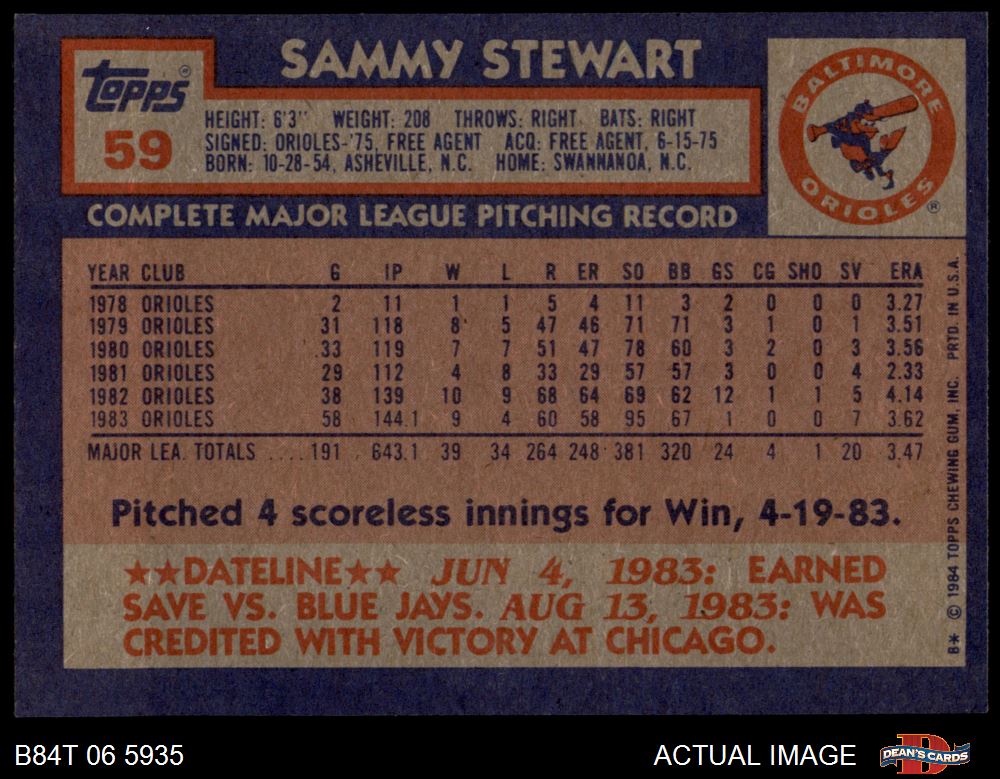 SAMMY STEWART
Topps®
59
HEIGHT: 6'3" WEIGHT: 208 THROWS: RIGHT BATS: RIGHT
SIGNED: ORIOLES-'75, FREE AGENT ACQ: FREE AGENT, 6-15-75
BORN: 10-28-54, ASHEVILLE, N.C. HOME: SWANNANOA, N.C.
BALTIMORE
ORIOLES®
COMPLETE MAJOR LEAGUE PITCHING RECORD
YEAR CLUB G IP W L R ER SO BB GS CG SHO SV ERA
1978 ORIOLES 2 11 1 1 5 4 11 3 2 0 0 0 3.27
1979 ORIOLES 31 118 8 5 47 46 71 71 3 1 0 1 3.51
1980 ORIOLES 33 119 7 7 51 47 78 60 3 2 0 3 3.56
1981 ORIOLES 29 112 4 8 33 29 57 57 3 0 0 4 2.33
1982 ORIOLES 38 139 10 9 68 64 69 62 12 1 1 5 4.14
1983 ORIOLES 58 144.1 9 4 60 58 95 67 1 0 0 7 3.62
MAJOR LEA. TOTALS ....191 643.1 39 34 264 248 381 320 24 4 1 20 3.47
Pitched 4 scoreless innings for Win, 4-19-83.
★★DATELINE★★ JUN 4, 1983: EARNED
SAVE VS. BLUE JAYS. AUG 13, 1983: WAS
CREDITED WITH VICTORY AT CHICAGO.
B* © 1984 TOPPS CHEWING GUM, INC. PRTD. IN U.S.A.
B84T 06 5935
ACTUAL IMAGE
DEAN'S CARDS